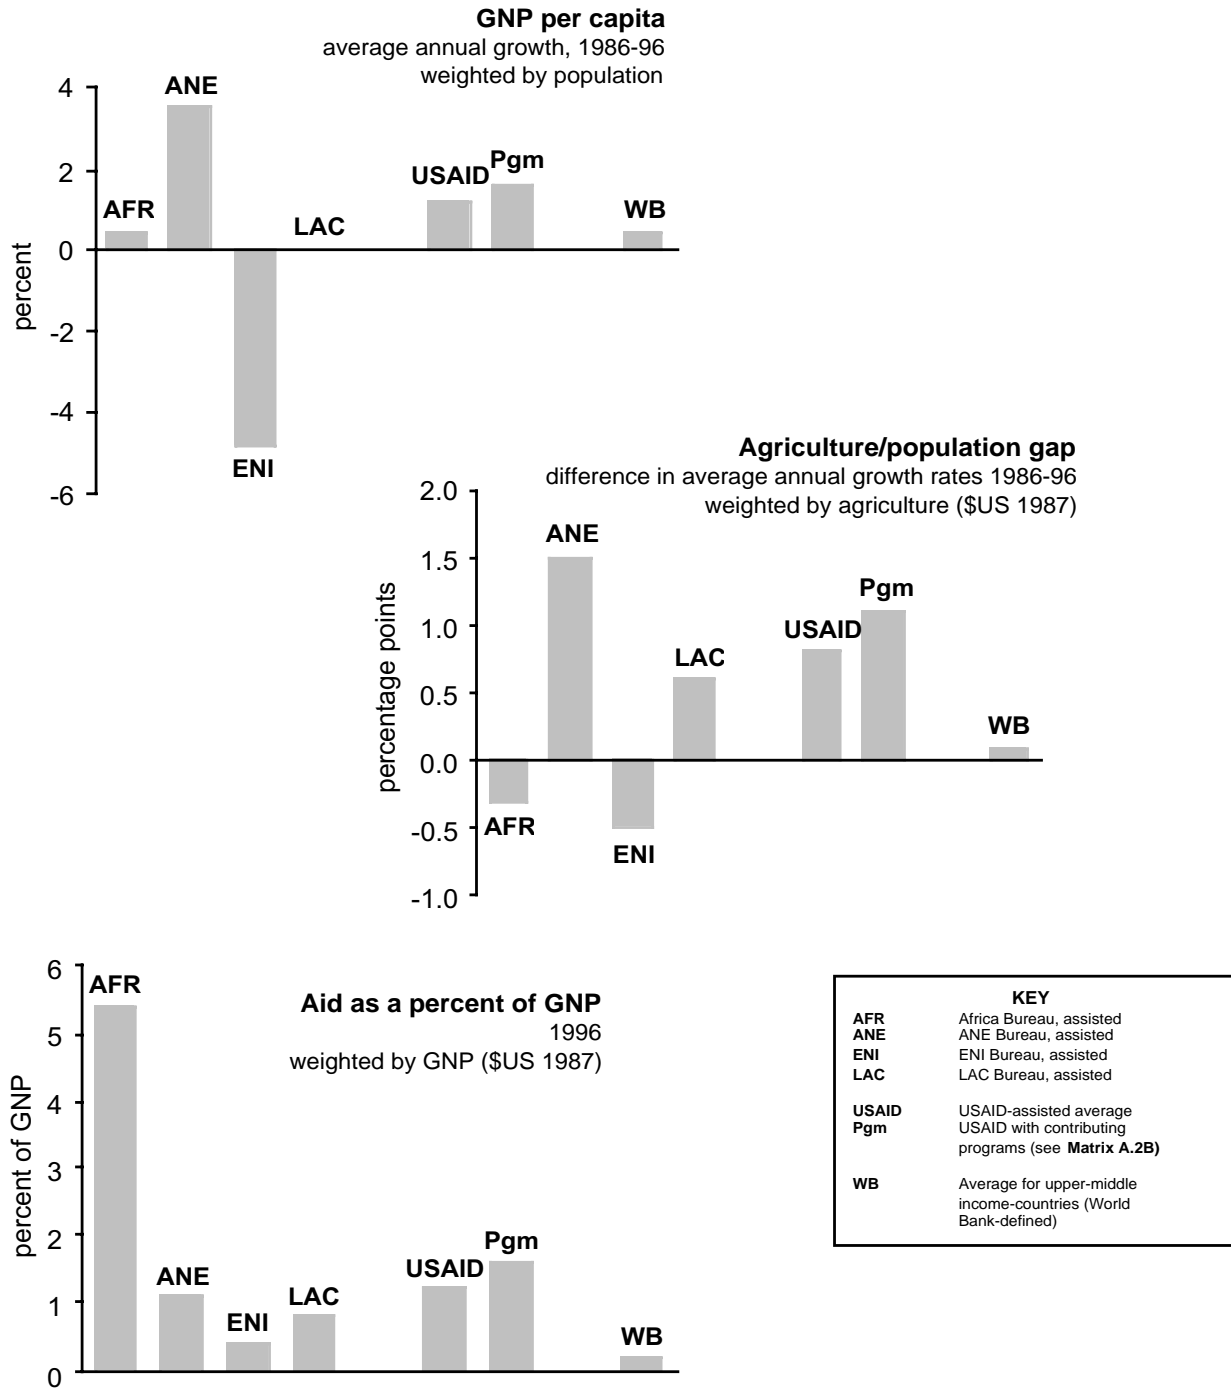 GNP per capita
average annual growth, 1986-96
weighted by population
4
2
0
-2
-4
-6
percent
AFR
ANE
ENI
LAC
USAID
Pgm
WB
Agriculture/population gap
difference in average annual growth rates 1986-96
weighted by agriculture ($US 1987)
2.0
1.5
1.0
0.5
0.0
-0.5
-1.0
percentage points
AFR
ANE
ENI
LAC
USAID
Pgm
WB
Aid as a percent of GNP
1996
weighted by GNP ($US 1987)
6
5
4
3
2
1
0
percent of GNP
AFR
ANE
ENI
LAC
USAID
Pgm
WB
KEY
AFR Africa Bureau, assisted
ANE ANE Bureau, assisted
ENI ENI Bureau, assisted
LAC LAC Bureau, assisted
USAID USAID-assisted average
Pgm USAID with contributing
programs (see Matrix A.2B)
WB Average for upper-middle
income-countries (World
Bank-defined)